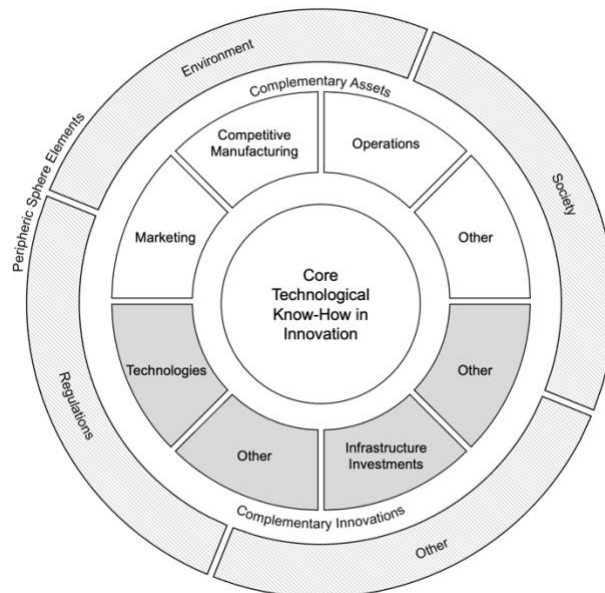 Environment
Complementary Assets
Peripheric Sphere Elements
Competitive
Manufacturing
Operations
Society
Marketing
Other
Core
Technological
Know-How in
Innovation
Technologies
Other
Regulations
Other
Infrastructure
Investments
Complementary Innovations
Other